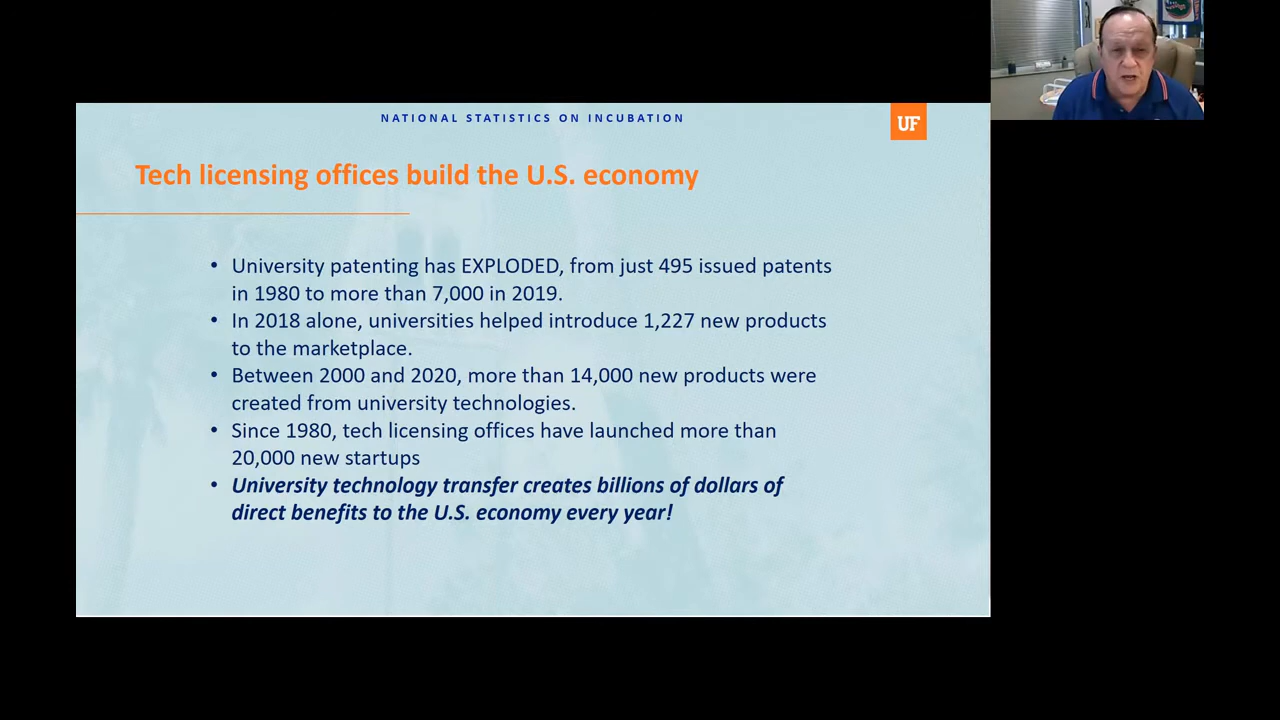 NATIONAL STATISTICS ON INCUBATION
UF
Tech licensing offices build the U.S. economy
• University patenting has EXPLODED, from just 495 issued patents
in 1980 to more than 7,000 in 2019.
• In 2018 alone, universities helped introduce 1,227 new products
to the marketplace.
• Between 2000 and 2020, more than 14,000 new products were
created from university technologies.
• Since 1980, tech licensing offices have launched more than
20,000 new startups
• University technology transfer creates billions of dollars of
direct benefits to the U.S. economy every year!